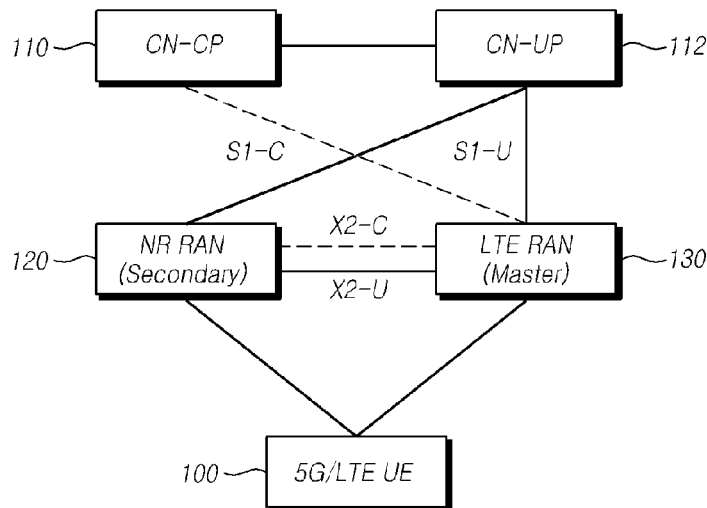 110
CN-CP
CN-UP
112
S1-C
S1-U
120
NR RAN
(Secondary)
X2-C
X2-U
LTE RAN
(Master)
130
100
5G/LTE UE